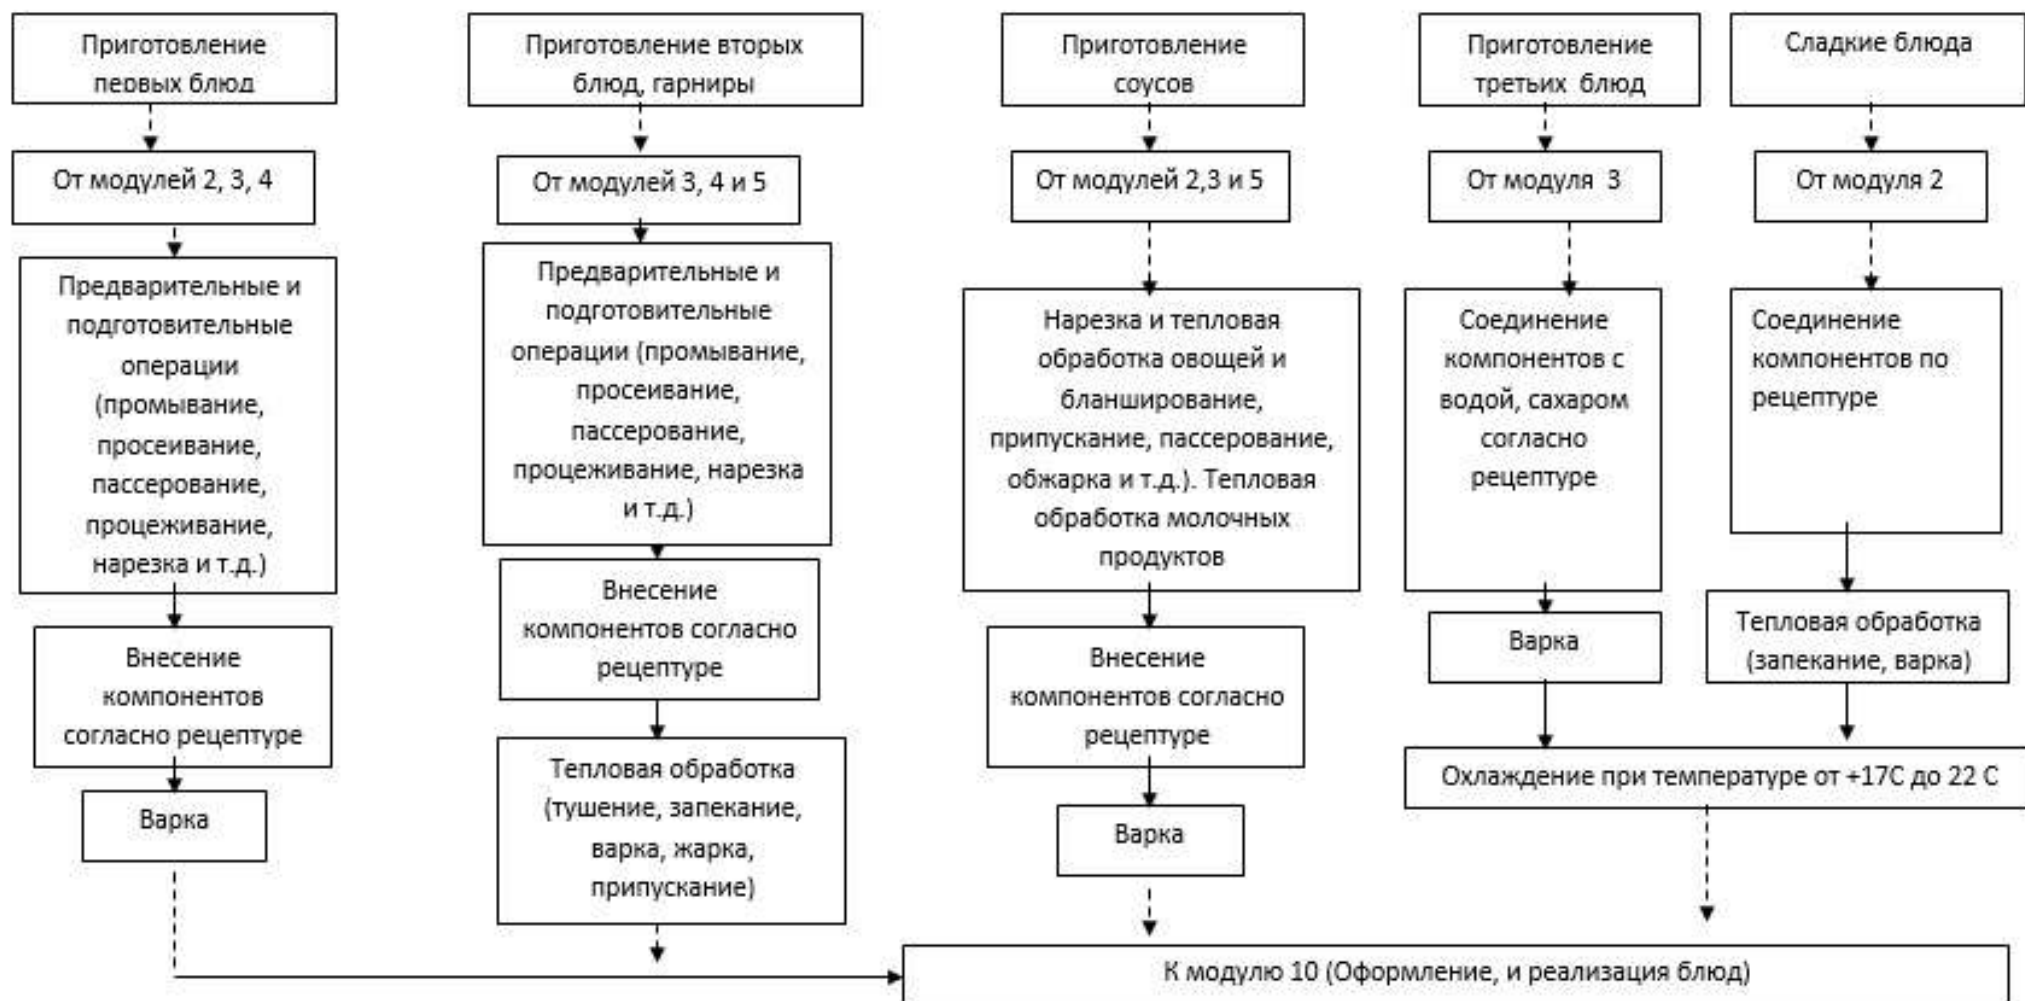 Приготовление
первых блюд
Приготовление вторых
блюд, гарниры
Приготовление
соусов
Приготовление
третьих блюд
Сладкие блюда
От модулей 2, 3, 4
От модулей 3, 4 и 5
От модулей 2,3 и 5
От модуля 3
От модуля 2
Предварительные и
подготовительные
операции
(промывание,
просеивание,
пассерование,
процеживание,
нарезка и т.д.)
Предварительные и
подготовительные
операции (промывание,
просеивание,
пассерование,
процеживание, нарезка
и т.д.)
Нарезка и тепловая
обработка овощей и
бланширование,
припускание, пассерование,
обжарка и т.д.). Тепловая
обработка молочных
продуктов
Соединение
компонентов с
водой, сахаром
согласно
рецептуре
Соединение
компонентов по
рецептуре
Внесение
компонентов
согласно рецептуре
Внесение
компонентов согласно
рецептуре
Внесение
компонентов согласно
рецептуре
Варка
Тепловая обработка
(запекание, варка)
Варка
Тепловая обработка
(тушение, запекание,
варка, жарка,
припускание)
Варка
Охлаждение при температуре от +17С до 22 С
К модулю 10 (Оформление, и реализация блюд)